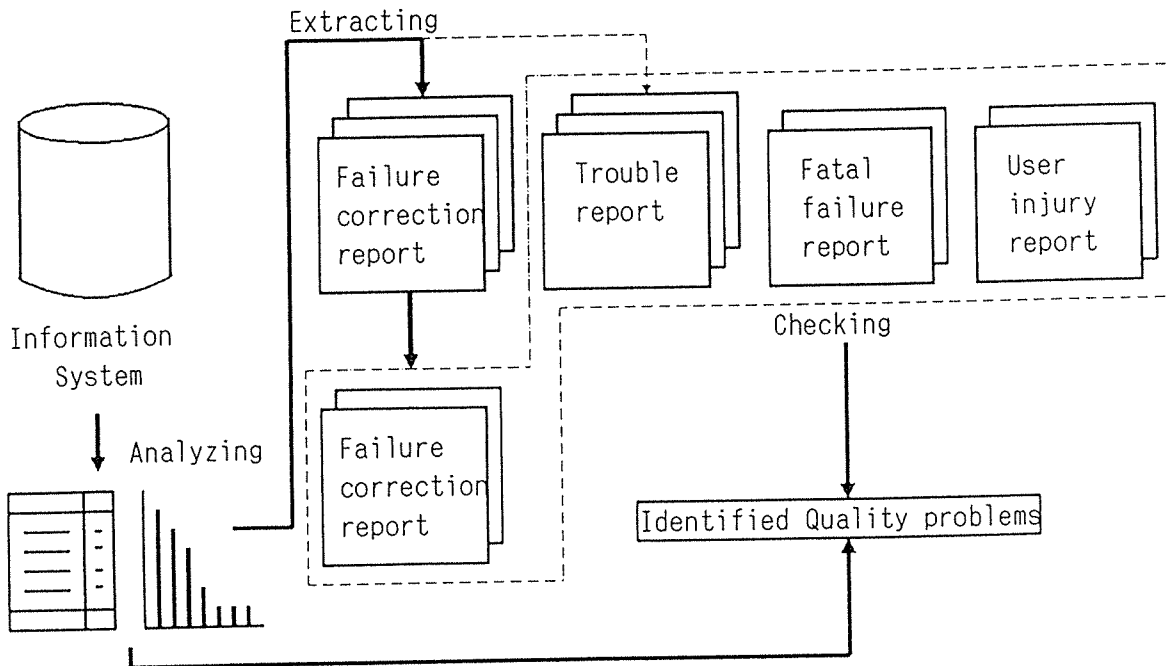 Extracting
Failure
correction
report
Trouble
report
Fatal
failure
report
User
injury
report
Information
System
Checking
Analyzing
Failure
correction
report
Identified Quality problems